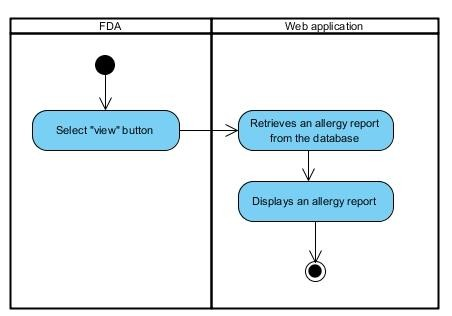 FDA
Web application
Select "view" button
Retrieves an allergy report
from the database
Displays an allergy report